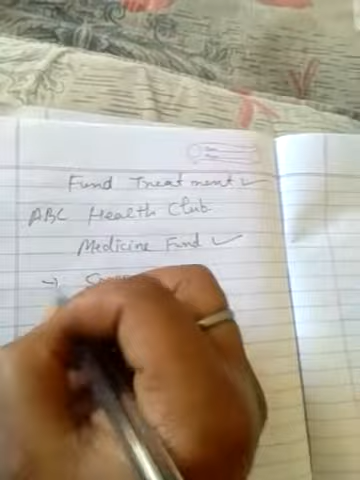 Fund Treatment ✓
ABC Health Club
Medicine Fund ✓
→